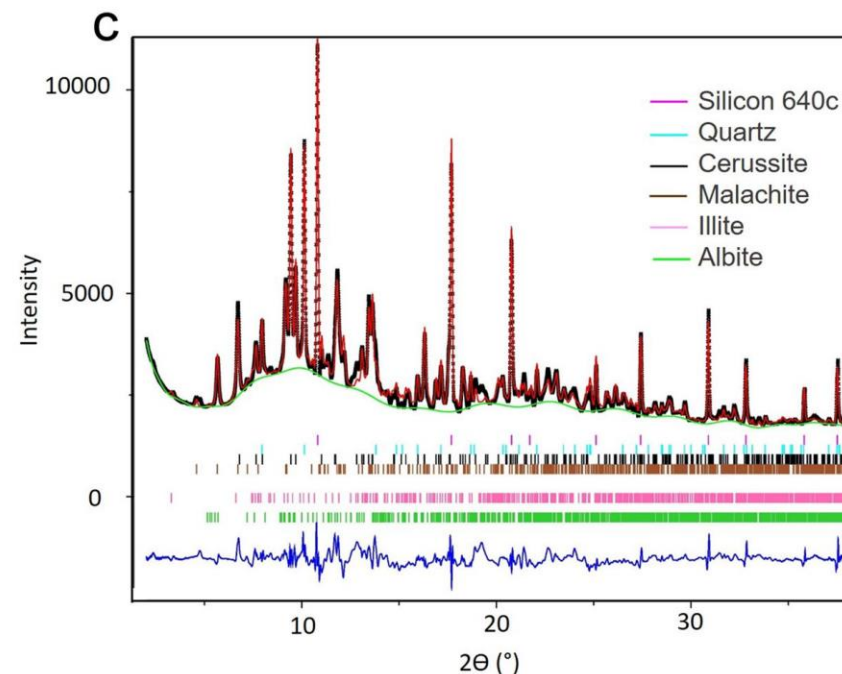 C
10000
5000
0
Intensity
Silicon 640c
Quartz
Cerussite
Malachite
Illite
Albite
10
20
30
2Θ (°)